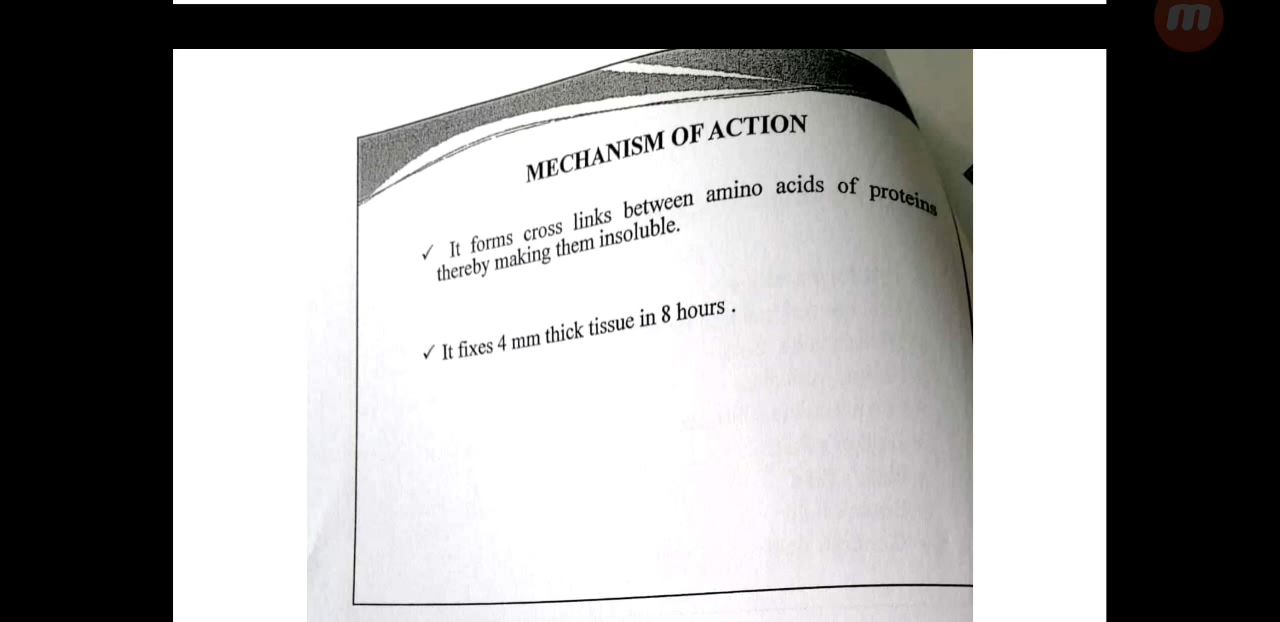 MECHANISM OF ACTION
✓ It forms cross links between amino acids of proteins
thereby making them insoluble.
✓ It fixes 4 mm thick tissue in 8 hours .